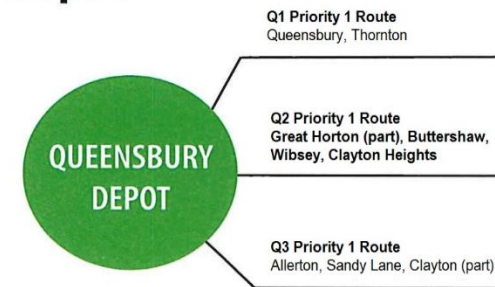 Q1 Priority 1 Route
Queensbury, Thornton
QUEENSBURY
DEPOT
Q2 Priority 1 Route
Great Horton (part), Buttershaw,
Wibsey, Clayton Heights
Q3 Priority 1 Route
Allerton, Sandy Lane, Clayton (part)